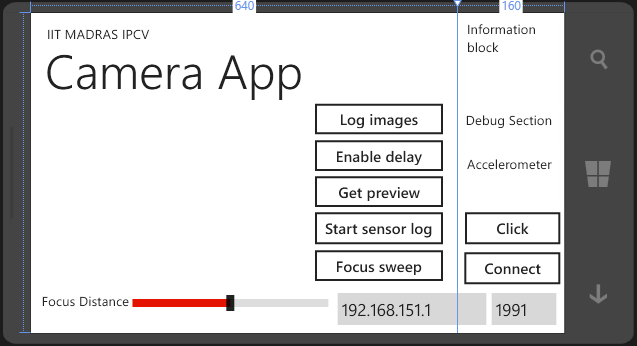 640
160
IIT MADRAS IPCV
Camera App
Information
block
Log images
Debug Section
Enable delay
Accelerometer
Get preview
Start sensor log
Click
Focus sweep
Connect
Focus Distance
192.168.151.1
1991